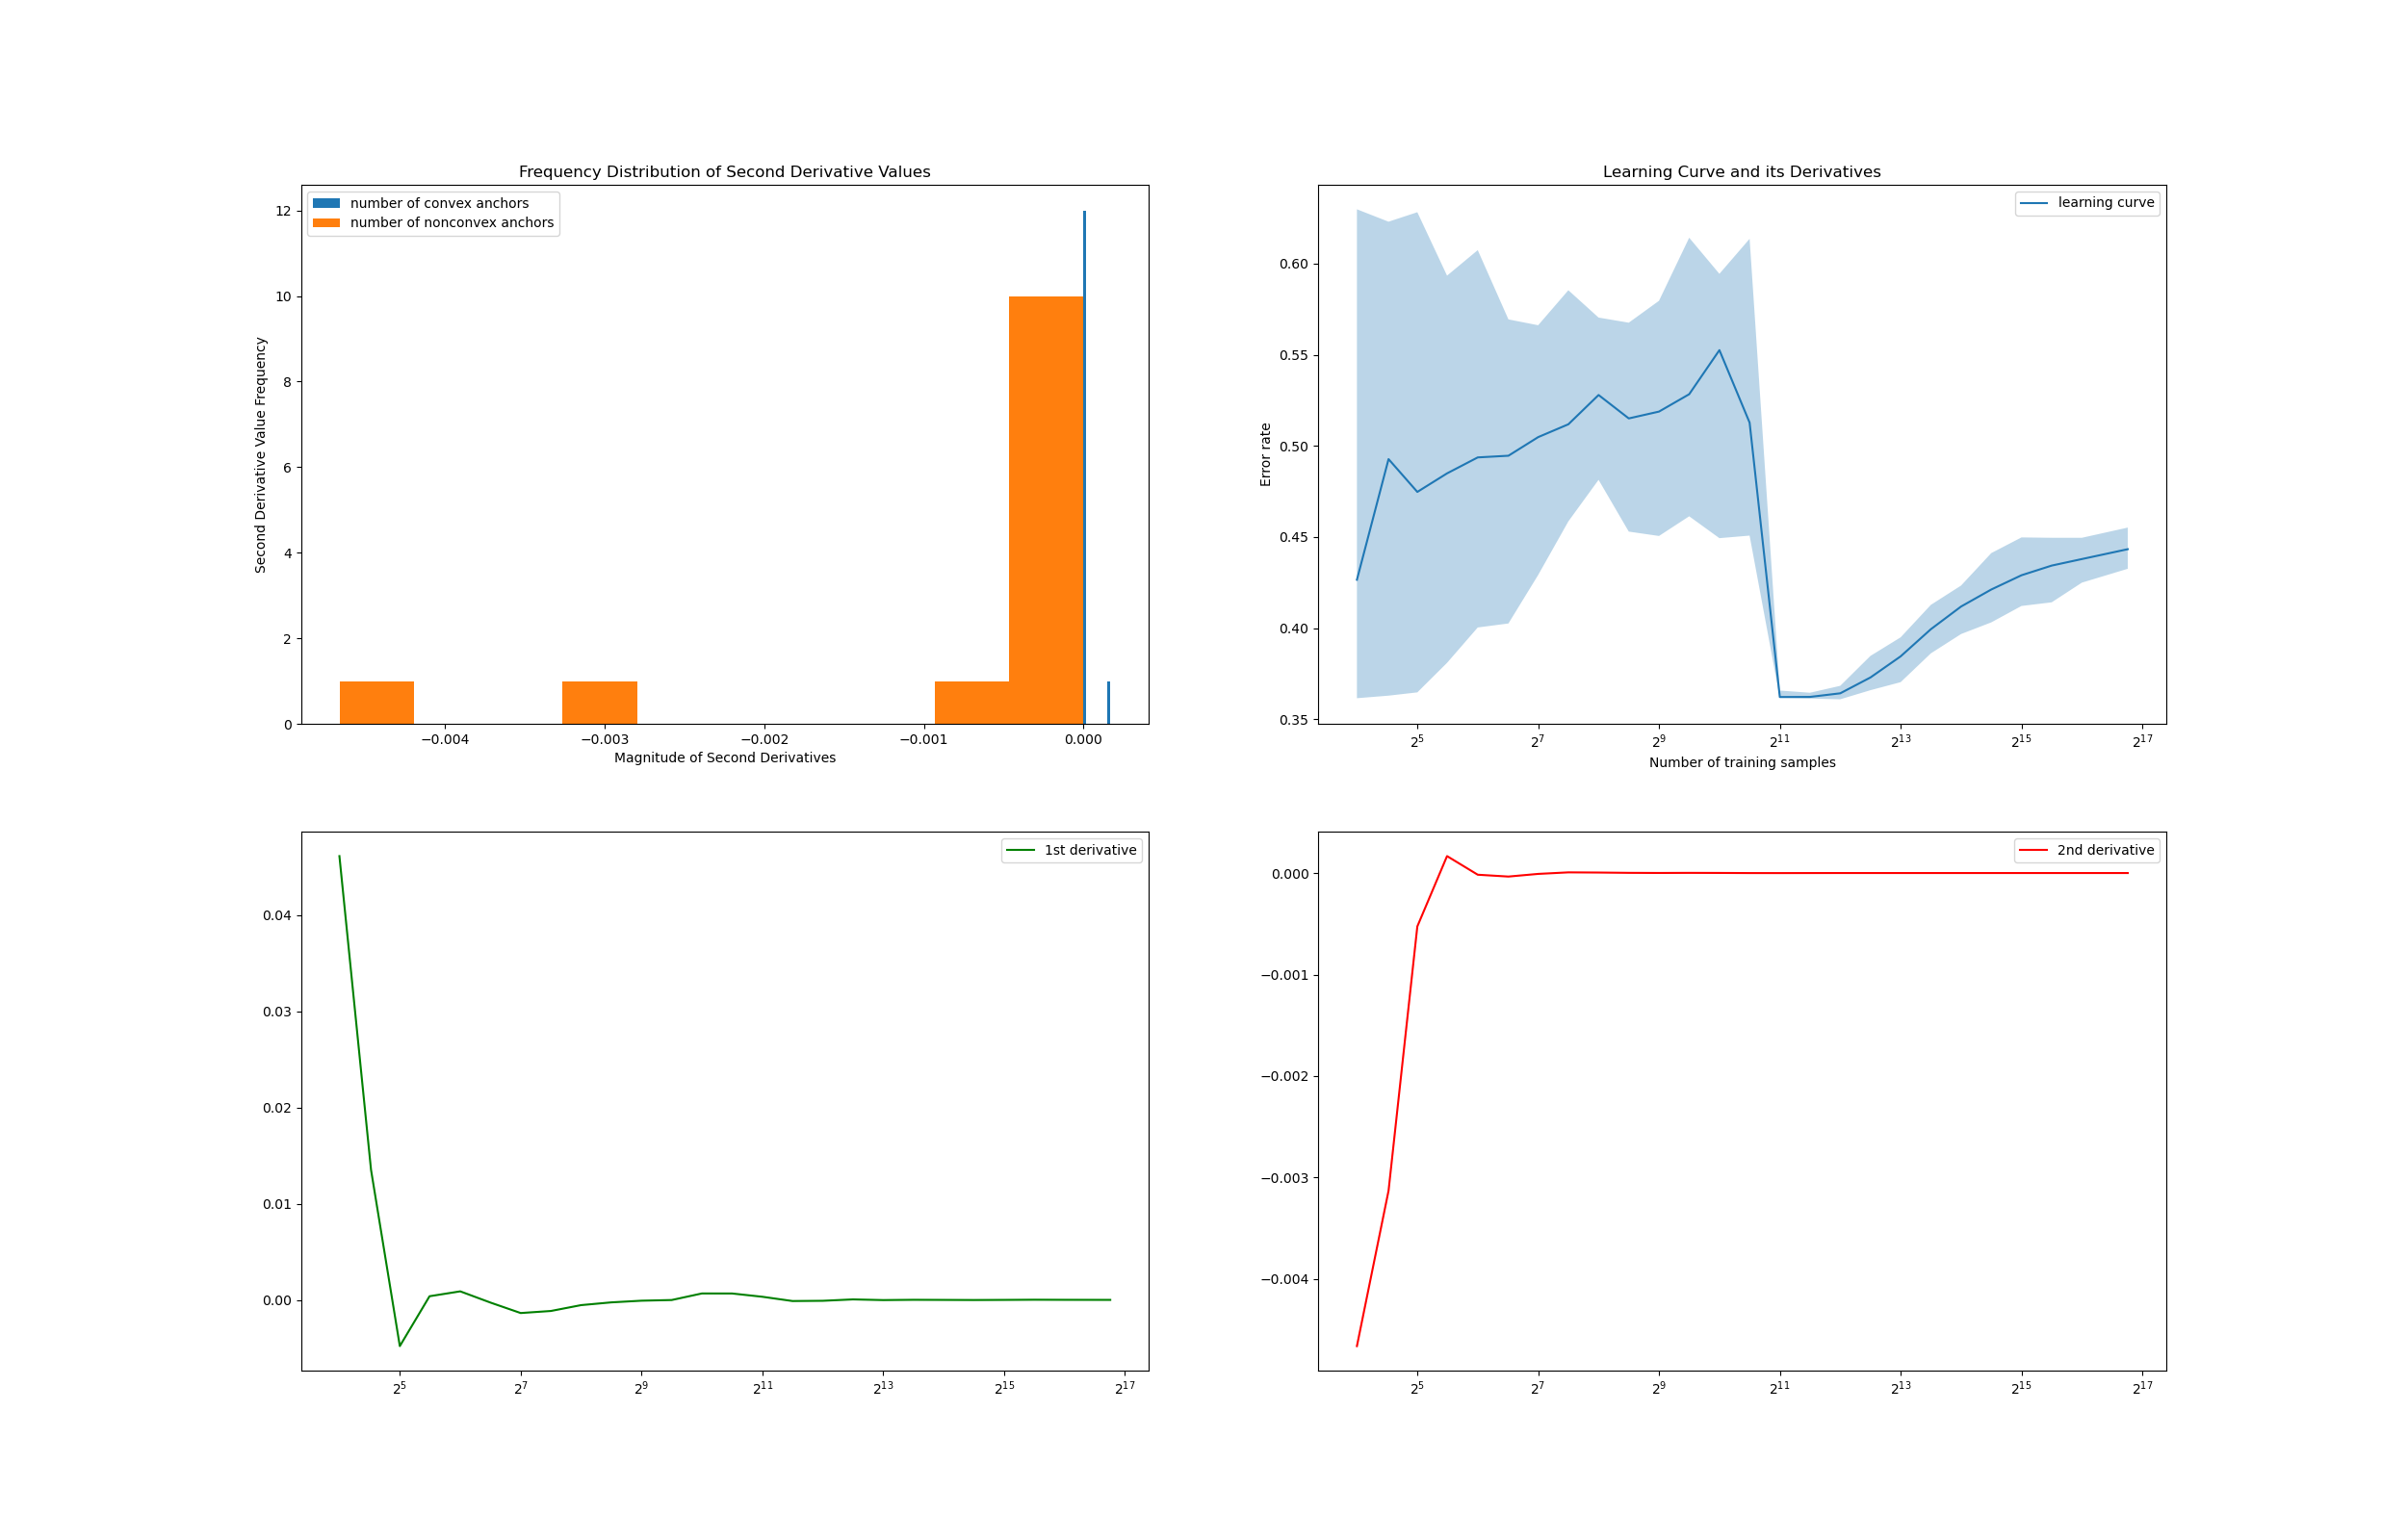 Frequency Distribution of Second Derivative Values
number of convex anchors
number of nonconvex anchors
12
10
8
6
4
2
0
Second Derivative Value Frequency
−0.004 −0.003 −0.002 −0.001 0.000
Magnitude of Second Derivatives
Learning Curve and its Derivatives
learning curve
0.60
0.55
0.50
0.45
0.40
0.35
Error rate
2^5 2^7 2^9 2^11 2^13 2^15 2^17
Number of training samples
1st derivative
0.04
0.03
0.02
0.01
0.00
2^5 2^7 2^9 2^11 2^13 2^15 2^17
2nd derivative
0.000
−0.001
−0.002
−0.003
−0.004
2^5 2^7 2^9 2^11 2^13 2^15 2^17